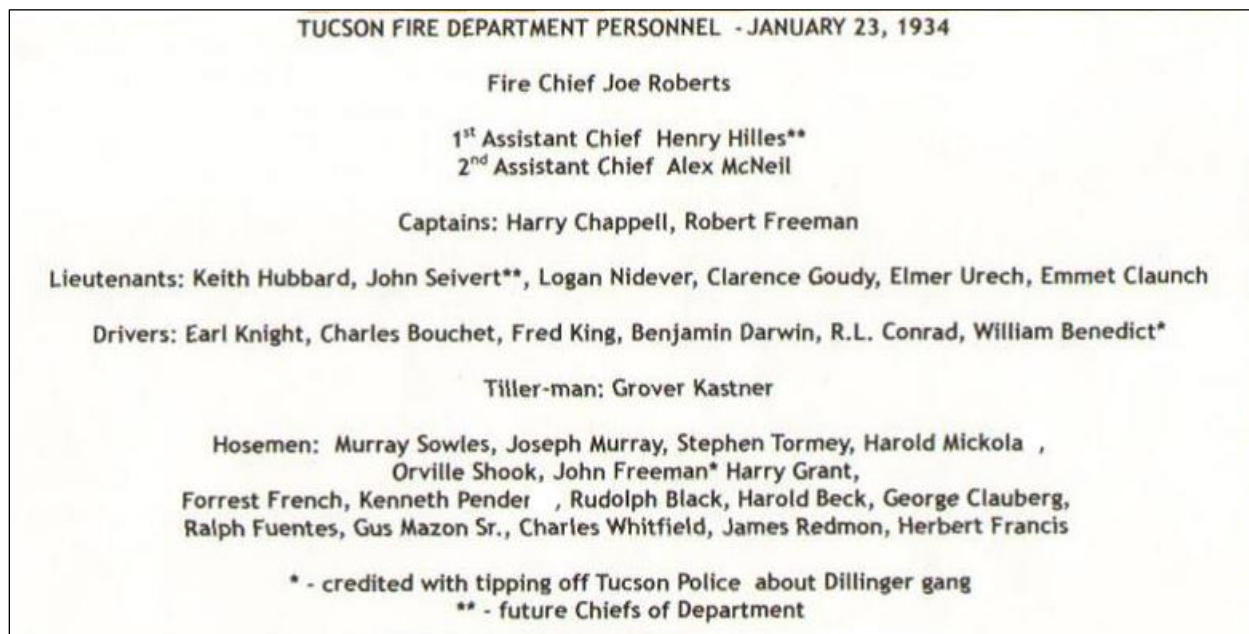 TUCSON FIRE DEPARTMENT PERSONNEL - JANUARY 23, 1934
Fire Chief Joe Roberts
1st Assistant Chief Henry Hilles**
2nd Assistant Chief Alex McNeil
Captains: Harry Chappell, Robert Freeman
Lieutenants: Keith Hubbard, John Seivert**, Logan Nidever, Clarence Goudy, Elmer Urech, Emmet Claunch
Drivers: Earl Knight, Charles Bouchet, Fred King, Benjamin Darwin, R.L. Conrad, William Benedict*
Tiller-man: Grover Kastner
Hosemen: Murray Sowles, Joseph Murray, Stephen Tormey, Harold Mickola ,
Orville Shook, John Freeman* Harry Grant,
Forrest French, Kenneth Pender , Rudolph Black, Harold Beck, George Clauberg,
Ralph Fuentes, Gus Mazon Sr., Charles Whitfield, James Redmon, Herbert Francis
* - credited with tipping off Tucson Police about Dillinger gang
** - future Chiefs of Department